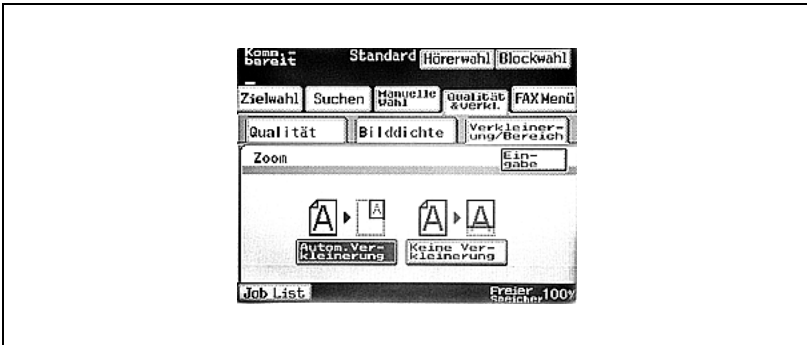 Komm.- bereit Standard Hörerwahl Blockwahl
Zielwahl Suchen Manuelle Wahl Qualität &Verkl. FAX Menü
Qualität Bilddichte Verkleiner- ung/Bereich
Zoom Ein- gabe
A A A A
Autom.Ver- kleinerung Keine Ver- kleinerung
Job List Freier Speicher 100%